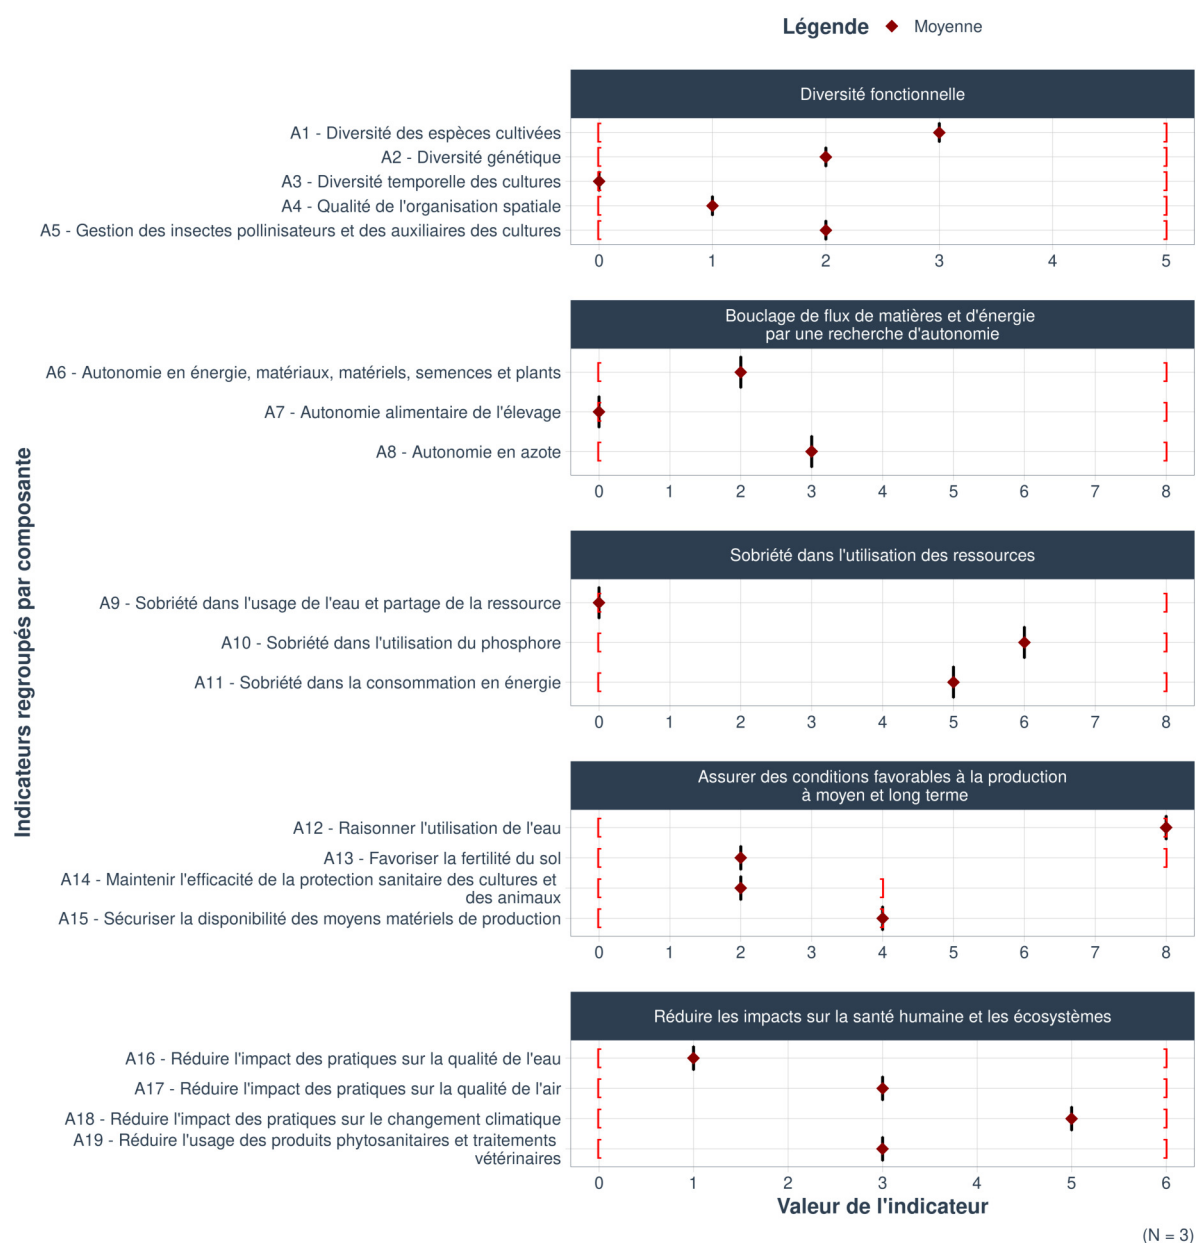 Légende Moyenne
Diversité fonctionnelle
A1 - Diversité des espèces cultivées
A2 - Diversité génétique
A3 - Diversité temporelle des cultures
A4 - Qualité de l'organisation spatiale
A5 - Gestion des insectes pollinisateurs et des auxiliaires des cultures
0 1 2 3 4 5
Bouclage de flux de matières et d'énergie
par une recherche d'autonomie
A6 - Autonomie en énergie, matériaux, matériels, semences et plants
A7 - Autonomie alimentaire de l'élevage
A8 - Autonomie en azote
0 1 2 3 4 5 6 7 8
Sobriété dans l'utilisation des ressources
A9 - Sobriété dans l'usage de l'eau et partage de la ressource
A10 - Sobriété dans l'utilisation du phosphore
A11 - Sobriété dans la consommation en énergie
0 1 2 3 4 5 6 7 8
Assurer des conditions favorables à la production
à moyen et long terme
A12 - Raisonner l'utilisation de l'eau
A13 - Favoriser la fertilité du sol
A14 - Maintenir l'efficacité de la protection sanitaire des cultures et
des animaux
A15 - Sécuriser la disponibilité des moyens matériels de production
0 1 2 3 4 5 6 7 8
Réduire les impacts sur la santé humaine et les écosystèmes
A16 - Réduire l'impact des pratiques sur la qualité de l'eau
A17 - Réduire l'impact des pratiques sur la qualité de l'air
A18 - Réduire l'impact des pratiques sur le changement climatique
A19 - Réduire l'usage des produits phytosanitaires et traitements
vétérinaires
0 1 2 3 4 5 6
Valeur de l'indicateur
Indicateurs regroupés par composante
(N = 3)